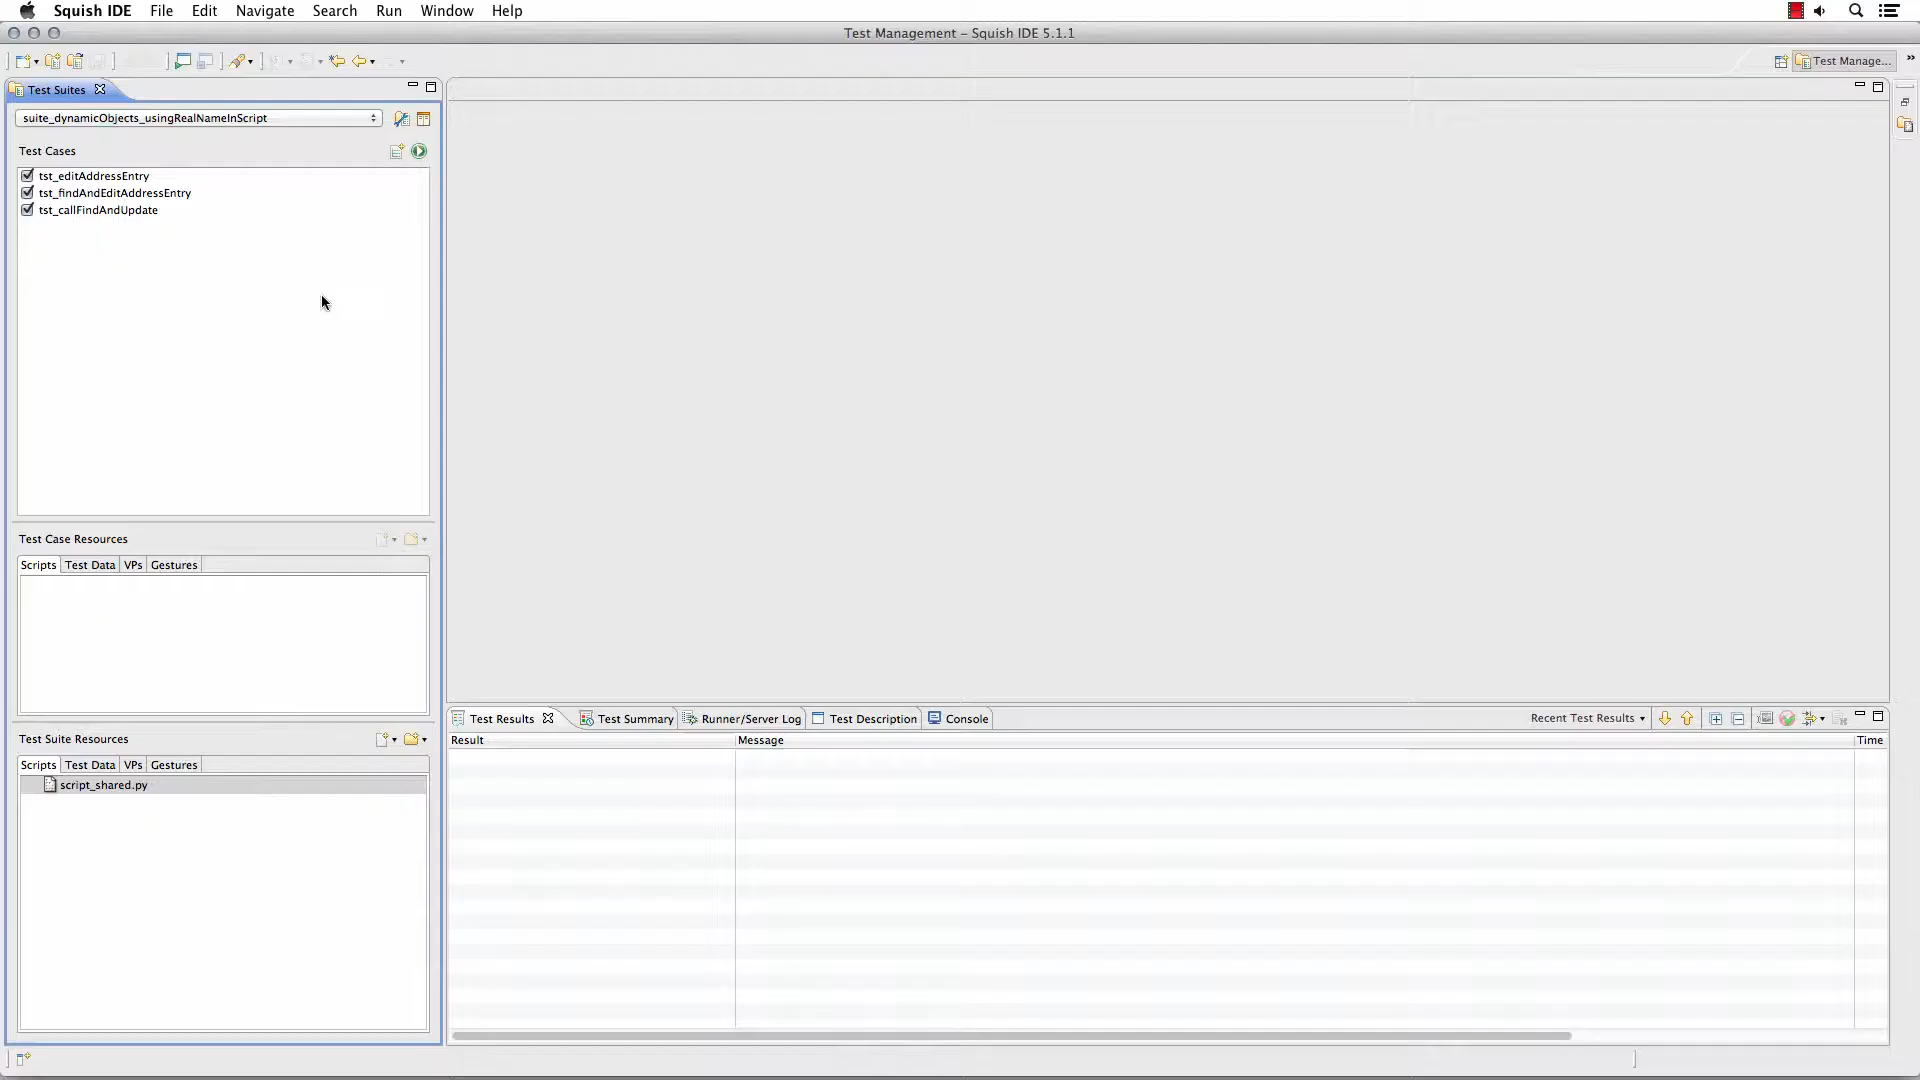 Squish IDE File Edit Navigate Search Run Window Help
Test Management – Squish IDE 5.1.1
Test Manage...
Test Suites
suite_dynamicObjects_usingRealNameInScript
Test Cases
tst_editAddressEntry
tst_findAndEditAddressEntry
tst_callFindAndUpdate
Test Case Resources
Scripts Test Data VPs Gestures
Test Suite Resources
Scripts Test Data VPs Gestures
script_shared.py
Test Results Test Summary Runner/Server Log Test Description Console Recent Test Results
Result Message Time